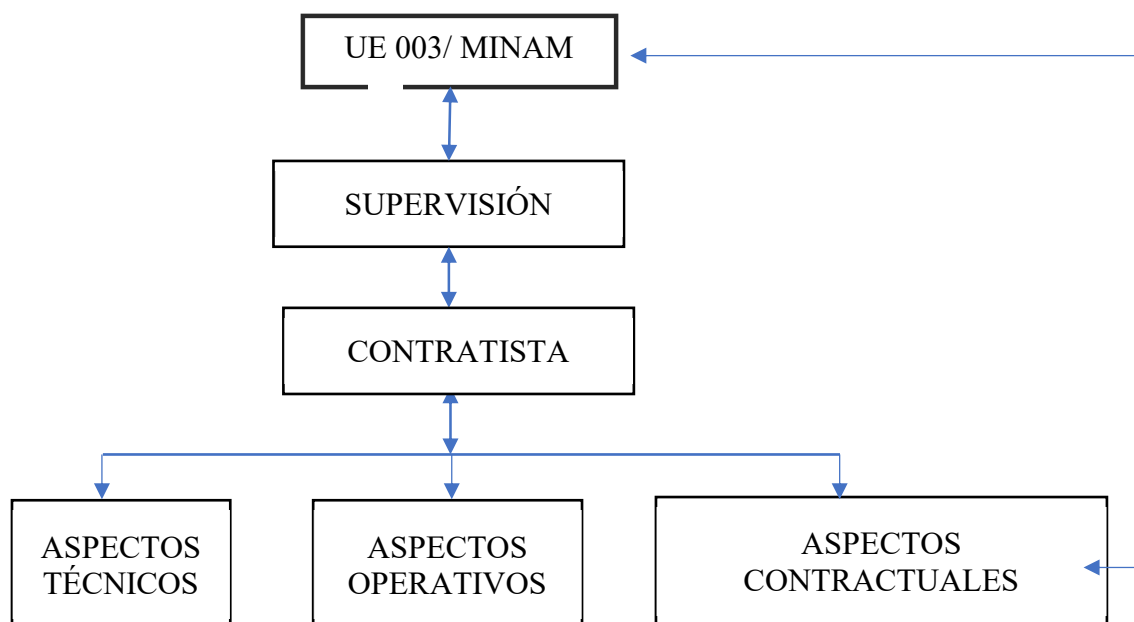 UE 003/ MINAM
SUPERVISIÓN
CONTRATISTA
ASPECTOS
TÉCNICOS
ASPECTOS
OPERATIVOS
ASPECTOS
CONTRACTUALES